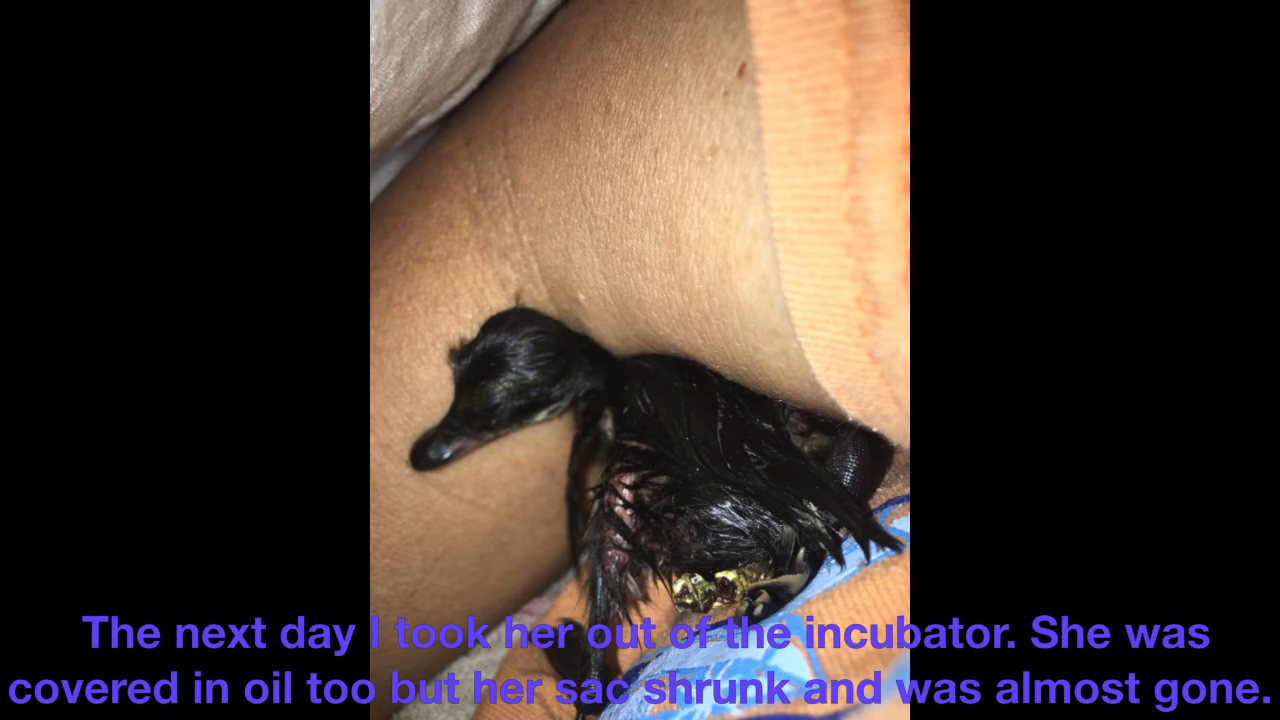 The next day I took her out of the incubator. She was
covered in oil too but her sac shrunk and was almost gone.